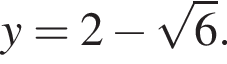 y = 2 − √6.